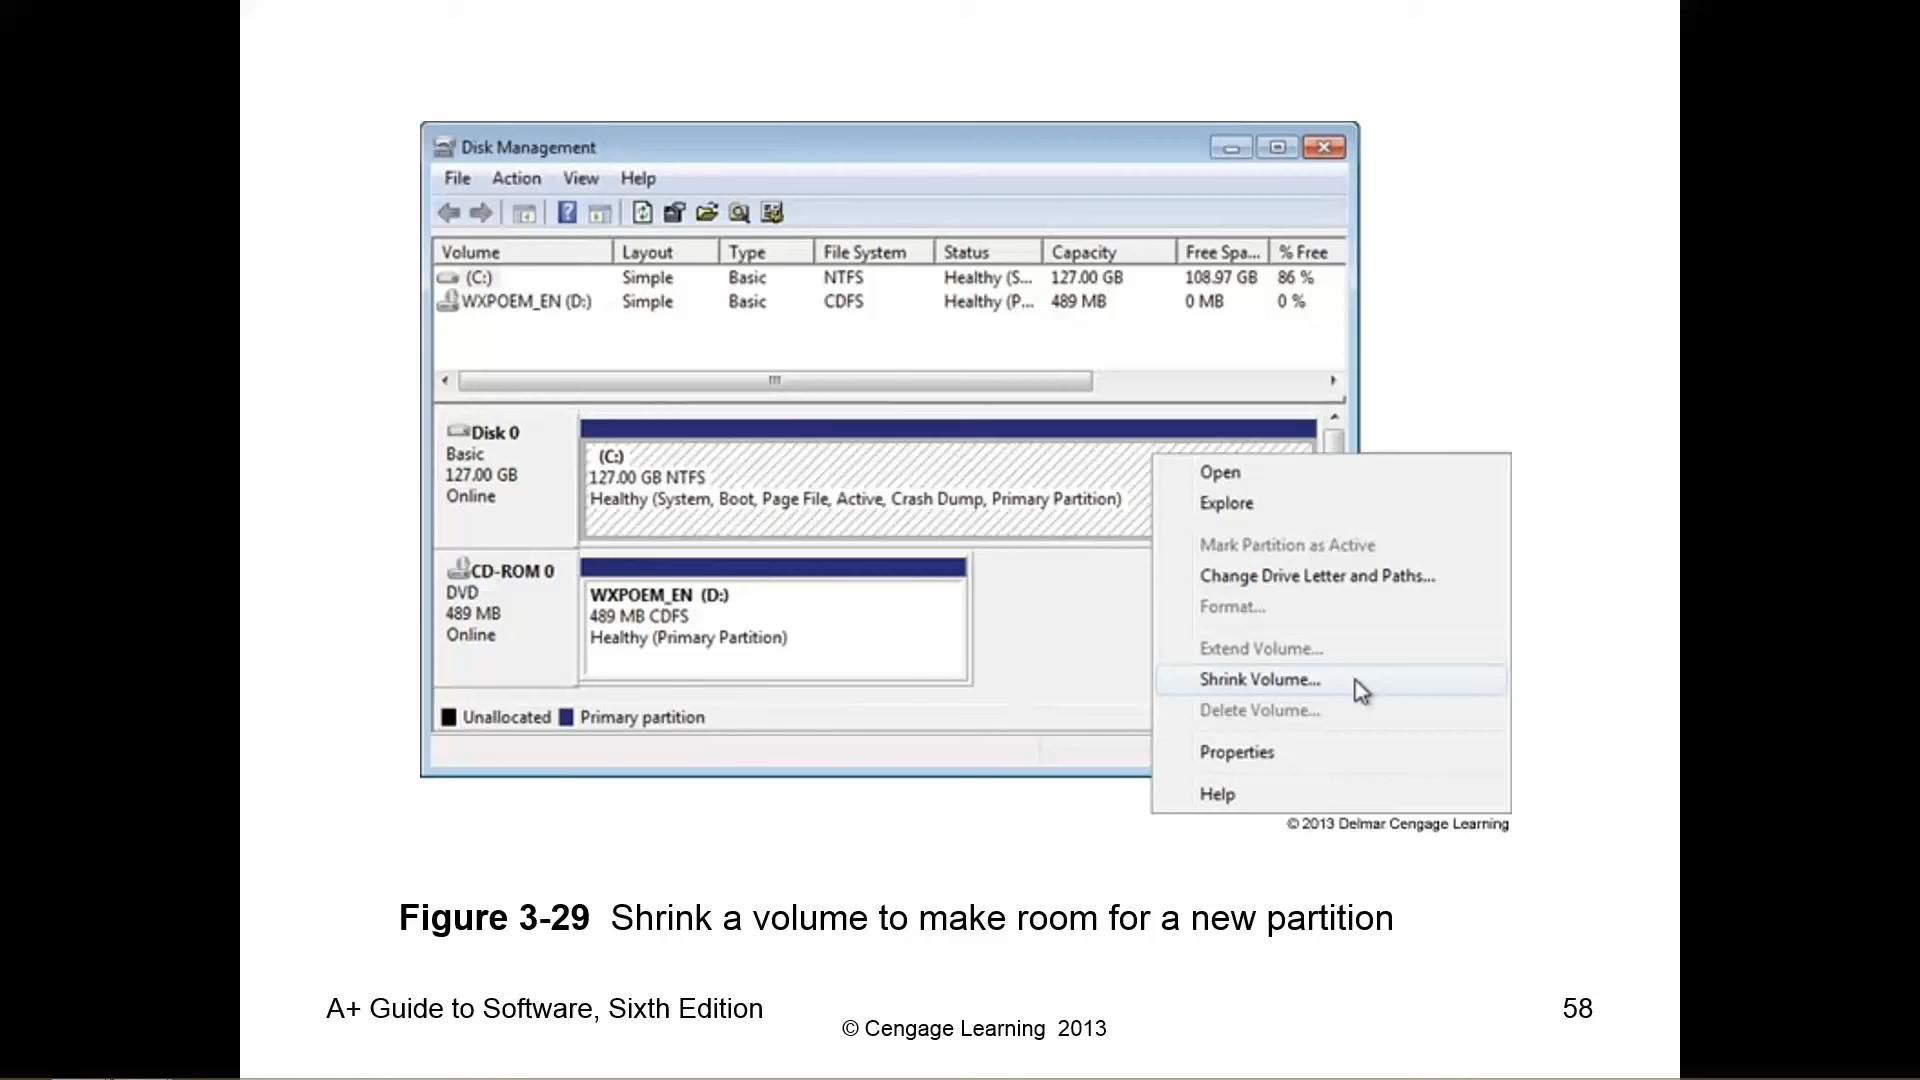 Disk Management
File Action View Help
Volume Layout Type File System Status Capacity Free Spa... % Free
(C:) Simple Basic NTFS Healthy (S... 127.00 GB 108.97 GB 86 %
WXPOEM_EN (D:) Simple Basic CDFS Healthy (P... 489 MB 0 MB 0 %
Disk 0
Basic
127.00 GB
Online
(C:)
127.00 GB NTFS
Healthy (System, Boot, Page File, Active, Crash Dump, Primary Partition)
CD-ROM 0
DVD
489 MB
Online
WXPOEM_EN (D:)
489 MB CDFS
Healthy (Primary Partition)
Unallocated Primary partition
Open
Explore
Mark Partition as Active
Change Drive Letter and Paths...
Format...
Extend Volume...
Shrink Volume...
Delete Volume...
Properties
Help
© 2013 Delmar Cengage Learning
Figure 3-29 Shrink a volume to make room for a new partition
A+ Guide to Software, Sixth Edition
© Cengage Learning 2013
58